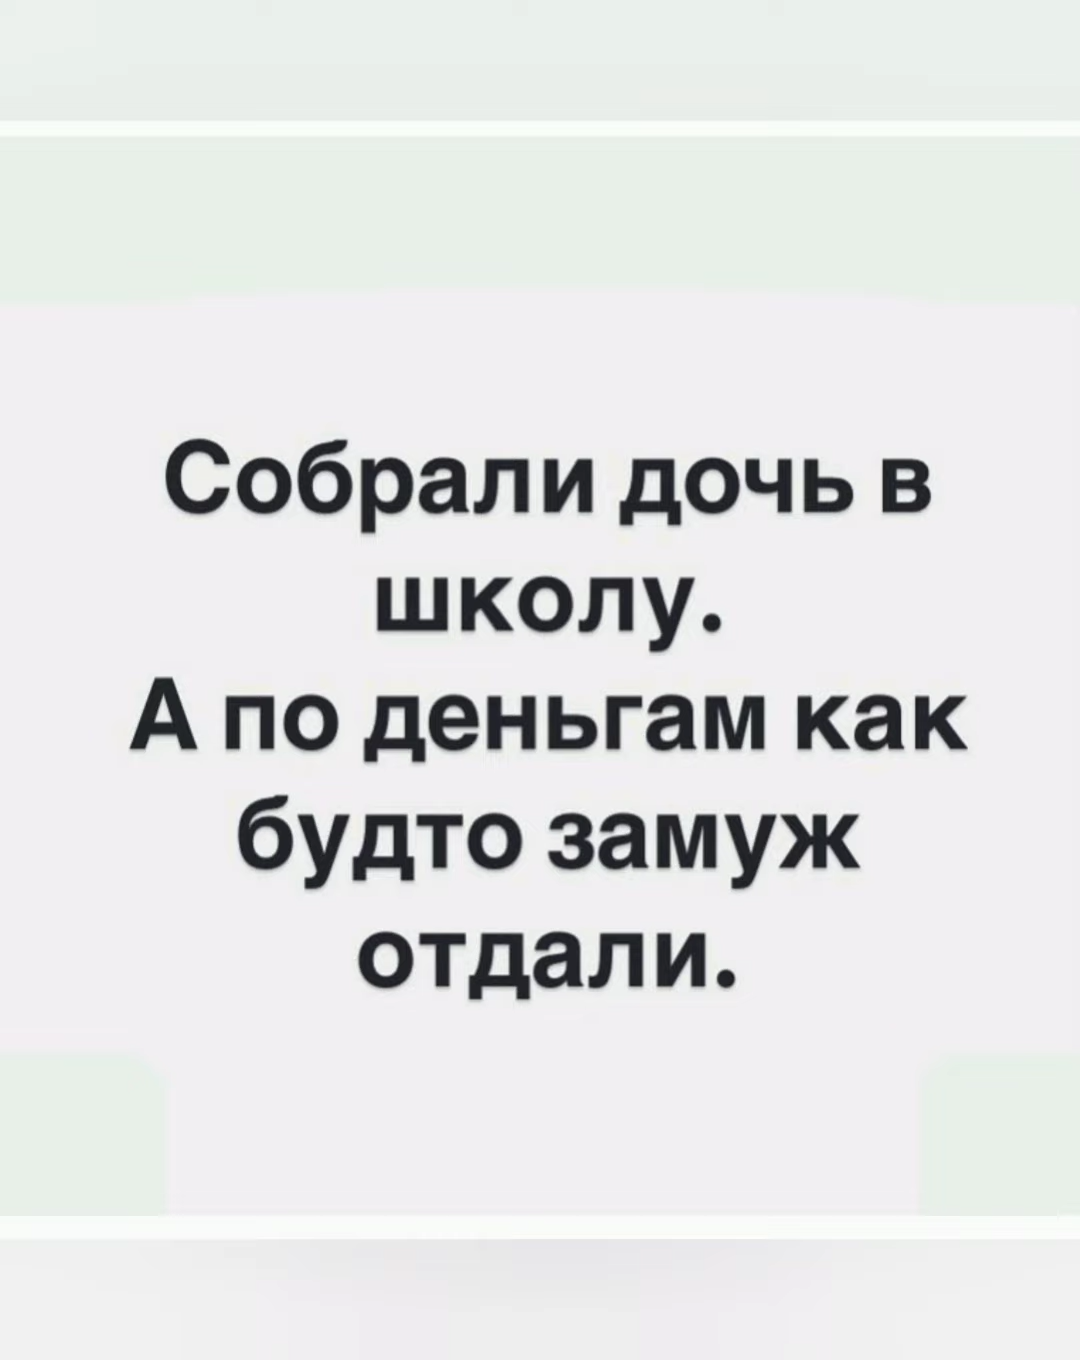 Собрали дочь в
школу.
А по деньгам как
будто замуж
отдали.